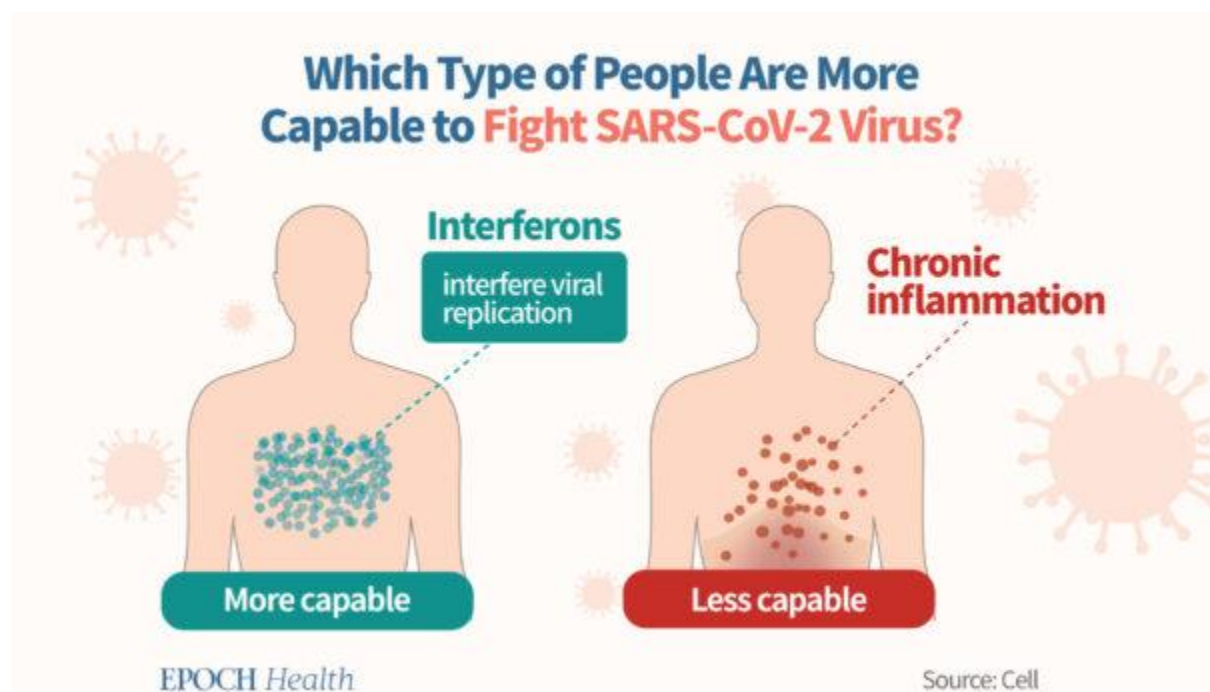 Which Type of People Are More
Capable to Fight SARS-CoV-2 Virus?
Interferons
interfere viral
replication
Chronic
inflammation
More capable
Less capable
EPOCH Health
Source: Cell